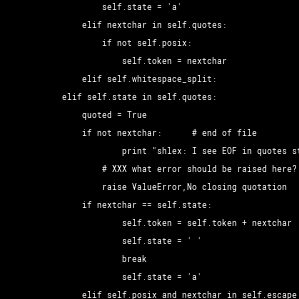 self.state = 'a'
elif nextchar in self.quotes:
if not self.posix:
self.token = nextchar
elif self.whitespace_split:
elif self.state in self.quotes:
quoted = True
if not nextchar: # end of file
print "shlex: I see EOF in quotes st
# XXX what error should be raised here?
raise ValueError,No closing quotation
if nextchar == self.state:
self.token = self.token + nextchar
self.state = ' '
break
self.state = 'a'
elif self.posix and nextchar in self.escape